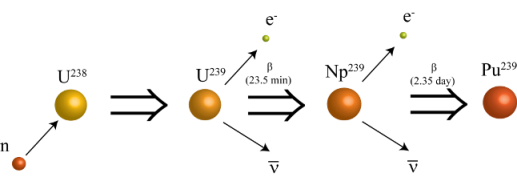 n
U²³⁸
U²³⁹
e⁻
ν̅
β
(23.5 min)
Np²³⁹
e⁻
ν̅
β
(2.35 day)
Pu²³⁹